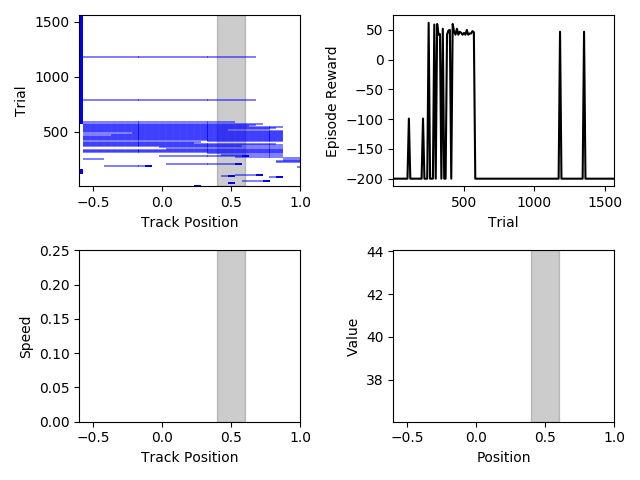 1500
1000
500
Trial
−0.5 0.0 0.5 1.0
Track Position
50
0
−50
−100
−150
−200
Episode Reward
500 1000 1500
Trial
0.25
0.20
0.15
0.10
0.05
0.00
Speed
−0.5 0.0 0.5 1.0
Track Position
44
42
40
38
Value
−0.5 0.0 0.5 1.0
Position